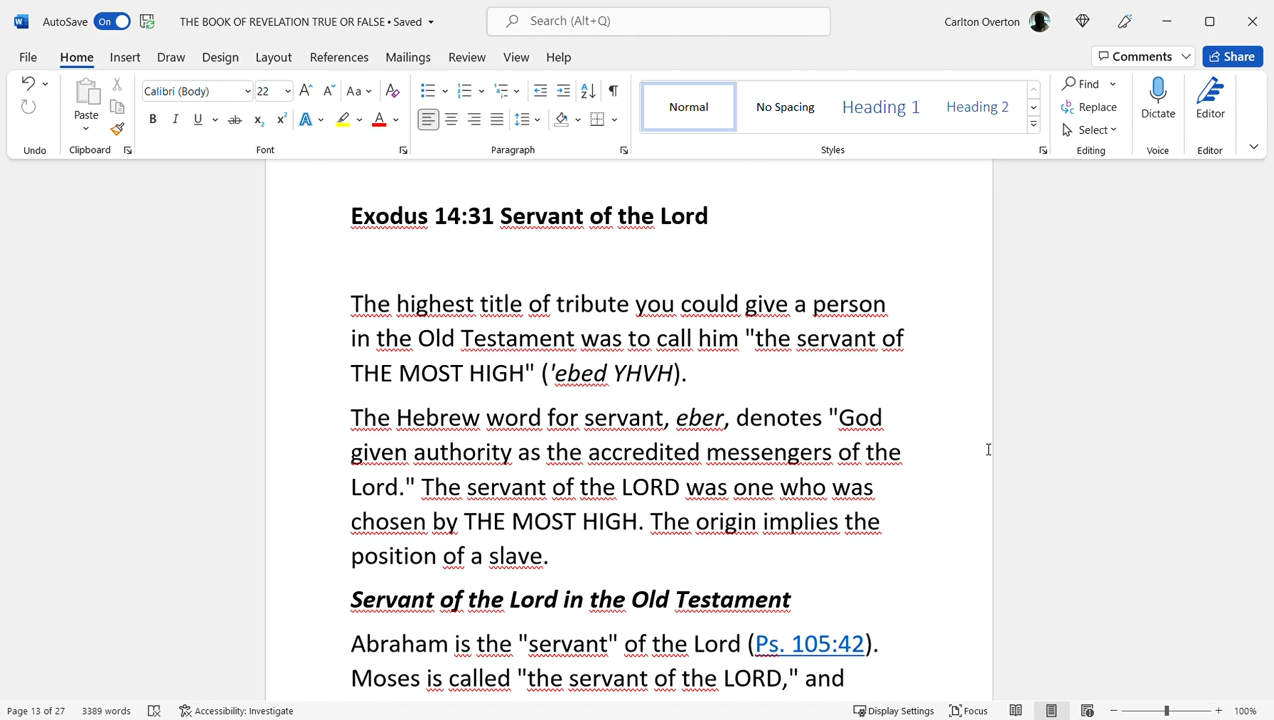 AutoSave On THE BOOK OF REVELATION TRUE OR FALSE • Saved Search (Alt+Q) Carlton Overton
File Home Insert Draw Design Layout References Mailings Review View Help Comments Share
Calibri (Body) 22 Aa Normal No Spacing Heading 1 Heading 2 Find
Paste B I U ab x₂ x² A A Replace Select Dictate Editor
Undo Clipboard Font Paragraph Styles Editing Voice Editor
Exodus 14:31 Servant of the Lord
The highest title of tribute you could give a person
in the Old Testament was to call him "the servant of
THE MOST HIGH" ('ebed YHVH).
The Hebrew word for servant, eber, denotes "God
given authority as the accredited messengers of the
Lord." The servant of the LORD was one who was
chosen by THE MOST HIGH. The origin implies the
position of a slave.
Servant of the Lord in the Old Testament
Abraham is the "servant" of the Lord (Ps. 105:42).
Moses is called "the servant of the LORD," and
Page 13 of 27 3389 words Accessibility: Investigate Display Settings Focus 100%